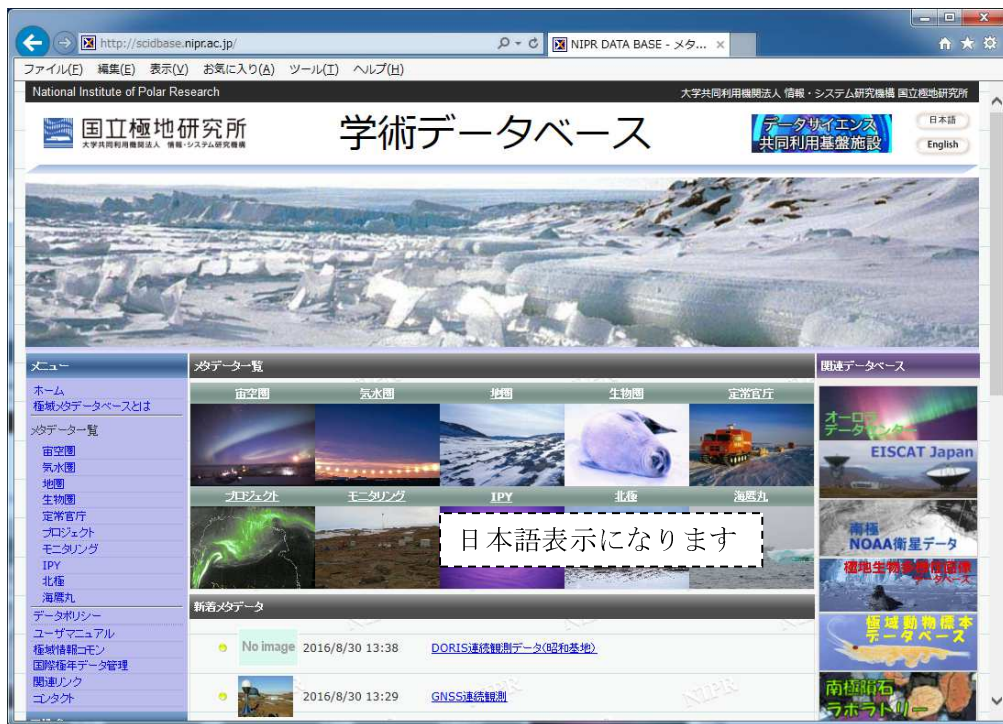 http://scidbase.nipr.ac.jp/
NIPR DATA BASE - メタ...
ファイル(F) 編集(E) 表示(V) お気に入り(A) ツール(T) ヘルプ(H)
National Institute of Polar Research
大学共同利用機関法人 情報・システム研究機構 国立極地研究所
国立極地研究所
大学共同利用機関法人 情報・システム研究機構
学術データベース
データサイエンス
共同利用基盤施設
日本語
English
メニュー
ホーム
極域メタデータベースとは
メタデータ一覧
宙空圏
気水圏
地圏
生物圏
定常官庁
プロジェクト
モニタリング
IPY
北極
海鷹丸
データポリシー
ユーザマニュアル
極域情報コモン
国際極年データ管理
関連リンク
コンタクト
メタデータ一覧
宙空圏 気水圏 地圏 生物圏 定常官庁
プロジェクト モニタリング IPY 北極 海鷹丸
日本語表示になります
新着メタデータ
No image 2016/8/30 13:38 DORIS連続観測データ(昭和基地)
2016/8/30 13:29 GNSS連続観測
NIPR
関連データベース
オーロラ
データセンター
EISCAT Japan
南極
NOAA衛星データ
極地生物多様性画像
データベース
極域動物標本
データベース
南極隕石
ラボラトリー